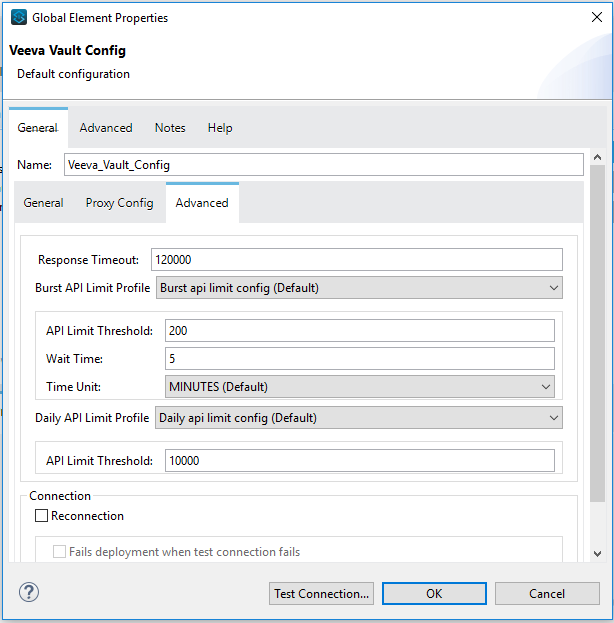 Global Element Properties
Veeva Vault Config
Default configuration
General Advanced Notes Help
Name: Veeva_Vault_Config
General Proxy Config Advanced
Response Timeout: 120000
Burst API Limit Profile Burst api limit config (Default)
API Limit Threshold: 200
Wait Time: 5
Time Unit: MINUTES (Default)
Daily API Limit Profile Daily api limit config (Default)
API Limit Threshold: 10000
Connection
Reconnection
Fails deployment when test connection fails
? Test Connection... OK Cancel